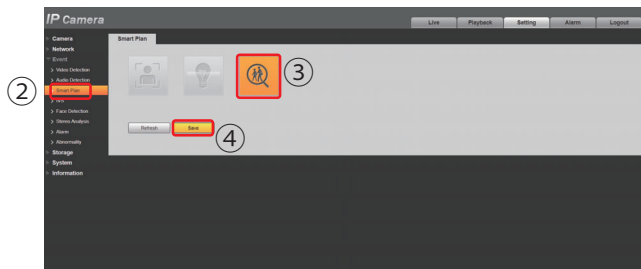 IP Camera
Live Playback Setting Alarm Logout
Camera
Network
Event
Video Detection
Audio Detection
Smart Plan
IVS
Face Detection
Stereo Analysis
Alarm
Abnormality
Storage
System
Information
Smart Plan
Refresh Save
②
③
④